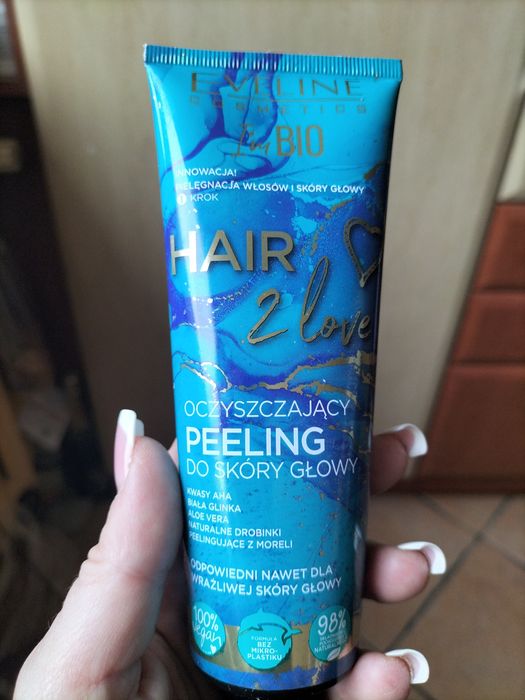 EVELINE
COSMETICS
I'm BIO
INNOWACJA!
PIELĘGNACJA WŁOSÓW I SKÓRY GŁOWY
1 KROK
HAIR
2 love
OCZYSZCZAJĄCY
PEELING
DO SKÓRY GŁOWY
KWASY AHA
BIAŁA GLINKA
ALOE VERA
NATURALNE DROBINKI
PEELINGUJĄCE Z MORELI
ODPOWIEDNI NAWET DLA
WRAŻLIWEJ SKÓRY GŁOWY
100%
vegan
FORMUŁA
BEZ
MIKRO-
PLASTIKU
98%